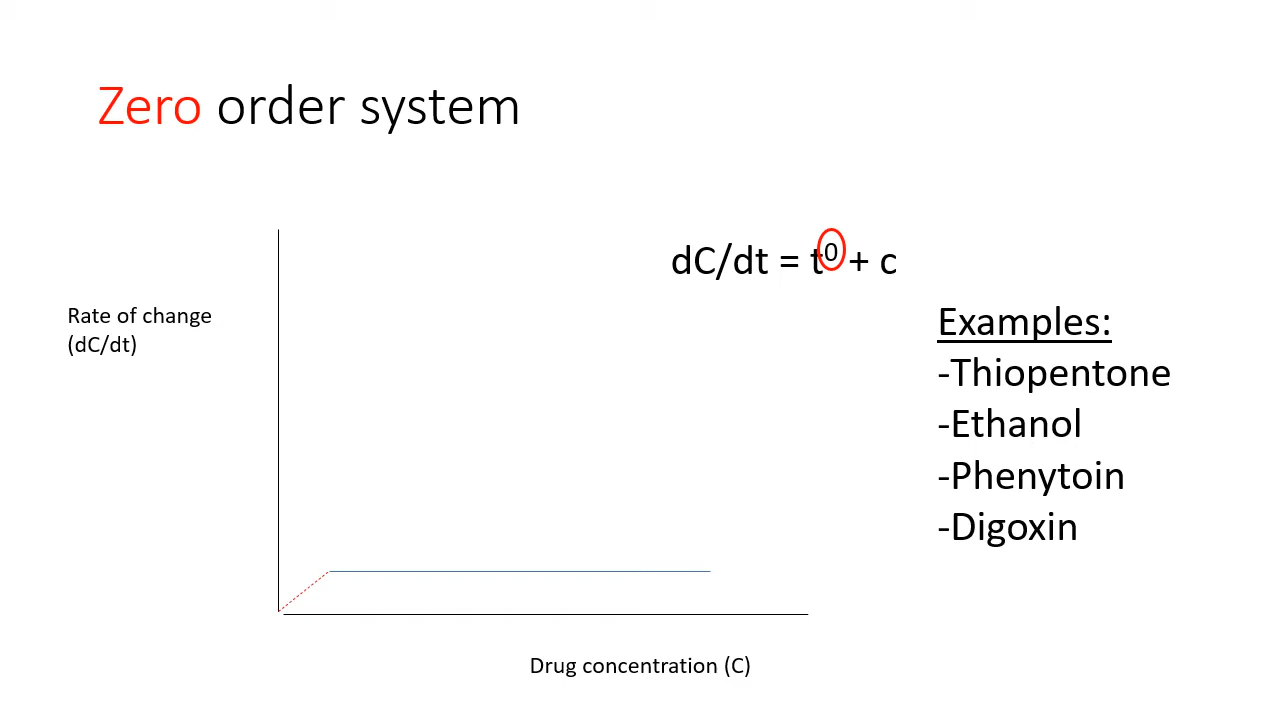 Zero order system
dC/dt = t⁰ + c
Rate of change
(dC/dt)
Examples:
-Thiopentone
-Ethanol
-Phenytoin
-Digoxin
Drug concentration (C)